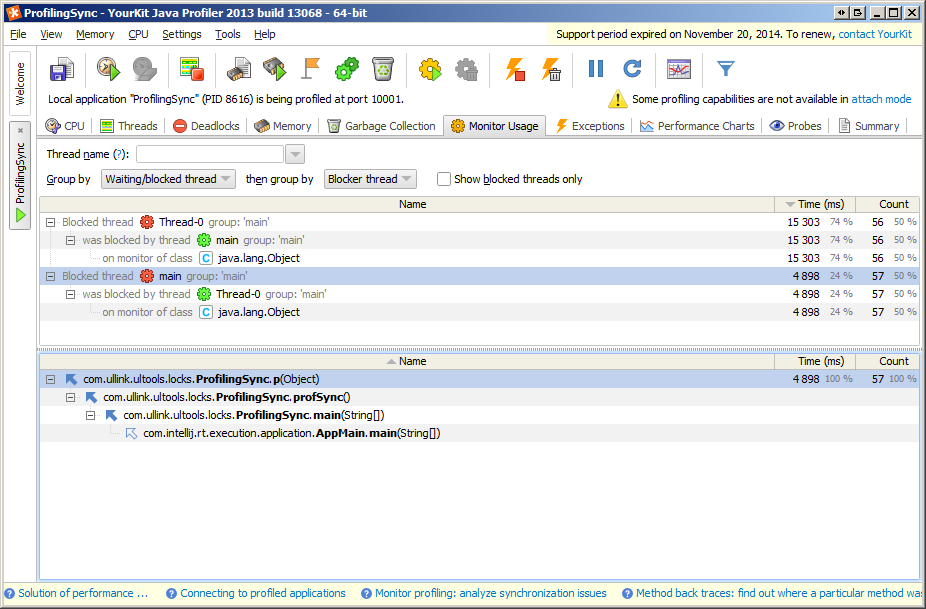 ProfilingSync - YourKit Java Profiler 2013 build 13068 - 64-bit
File View Memory CPU Settings Tools Help Support period expired on November 20, 2014. To renew, contact YourKit
Welcome
ProfilingSync
Local application "ProfilingSync" (PID 8616) is being profiled at port 10001. Some profiling capabilities are not available in attach mode
CPU Threads Deadlocks Memory Garbage Collection Monitor Usage Exceptions Performance Charts Probes Summary
Thread name (?):
Group by Waiting/blocked thread then group by Blocker thread Show blocked threads only
Name Time (ms) Count
Blocked thread Thread-0 group: 'main' 15 303 74 % 56 50 %
was blocked by thread main group: 'main' 15 303 74 % 56 50 %
on monitor of class C java.lang.Object 15 303 74 % 56 50 %
Blocked thread main group: 'main' 4 898 24 % 57 50 %
was blocked by thread Thread-0 group: 'main' 4 898 24 % 57 50 %
on monitor of class C java.lang.Object 4 898 24 % 57 50 %
Name Time (ms) Count
com.ullink.ultools.locks.ProfilingSync.p(Object) 4 898 100 % 57 100 %
com.ullink.ultools.locks.ProfilingSync.profSync()
com.ullink.ultools.locks.ProfilingSync.main(String[])
com.intellij.rt.execution.application.AppMain.main(String[])
? Solution of performance ... ? Connecting to profiled applications ? Monitor profiling: analyze synchronization issues ? Method back traces: find out where a particular method was